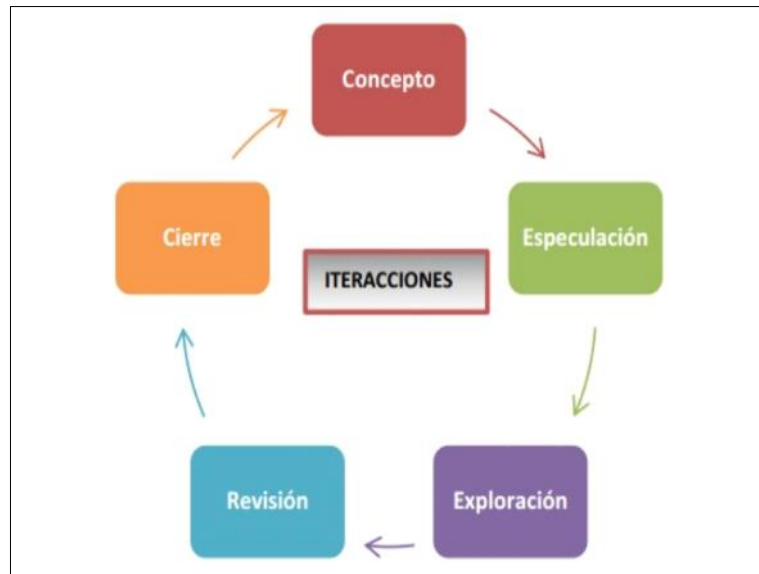 Concepto
Especulación
Exploración
Revisión
Cierre
ITERACCIONES